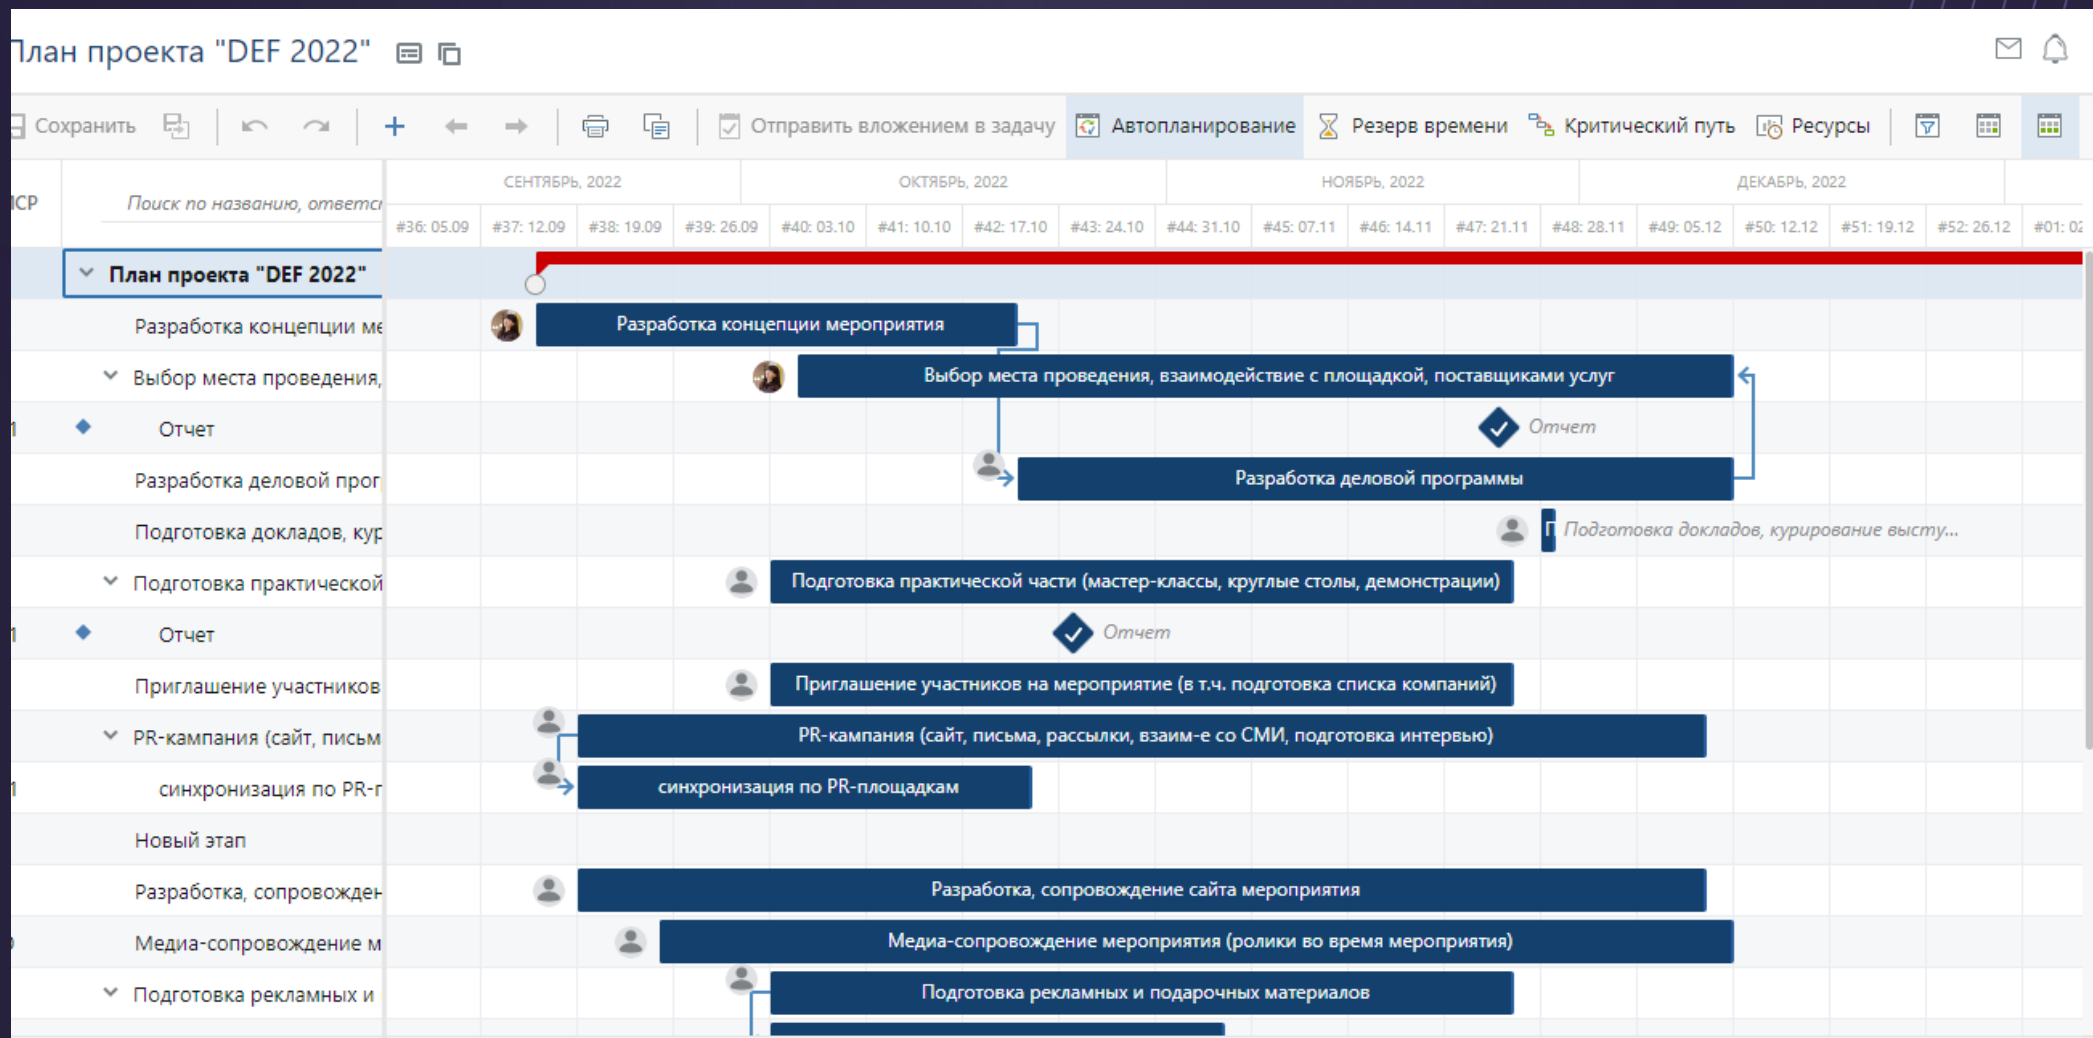 План проекта "DEF 2022"
Сохранить Отправить вложением в задачу Автопланирование Резерв времени Критический путь Ресурсы
СЕНТЯБРЬ, 2022 ОКТЯБРЬ, 2022 НОЯБРЬ, 2022 ДЕКАБРЬ, 2022
Поиск по названию, ответс
#36: 05.09 #37: 12.09 #38: 19.09 #39: 26.09 #40: 03.10 #41: 10.10 #42: 17.10 #43: 24.10 #44: 31.10 #45: 07.11 #46: 14.11 #47: 21.11 #48: 28.11 #49: 05.12 #50: 12.12 #51: 19.12 #52: 26.12 #01: 02
План проекта "DEF 2022"
Разработка концепции ме Разработка концепции мероприятия
Выбор места проведения, Выбор места проведения, взаимодействие с площадкой, поставщиками услуг
1 Отчет Отчет
Разработка деловой прог Разработка деловой программы
Подготовка докладов, кур П Подготовка докладов, курирование высту...
Подготовка практической Подготовка практической части (мастер-классы, круглые столы, демонстрации)
1 Отчет Отчет
Приглашение участников Приглашение участников на мероприятие (в т.ч. подготовка списка компаний)
PR-кампания (сайт, письм PR-кампания (сайт, письма, рассылки, взаим-е со СМИ, подготовка интервью)
1 синхронизация по PR-п синхронизация по PR-площадкам
Новый этап
Разработка, сопровожден Разработка, сопровождение сайта мероприятия
Медиа-сопровождение м Медиа-сопровождение мероприятия (ролики во время мероприятия)
Подготовка рекламных и Подготовка рекламных и подарочных материалов